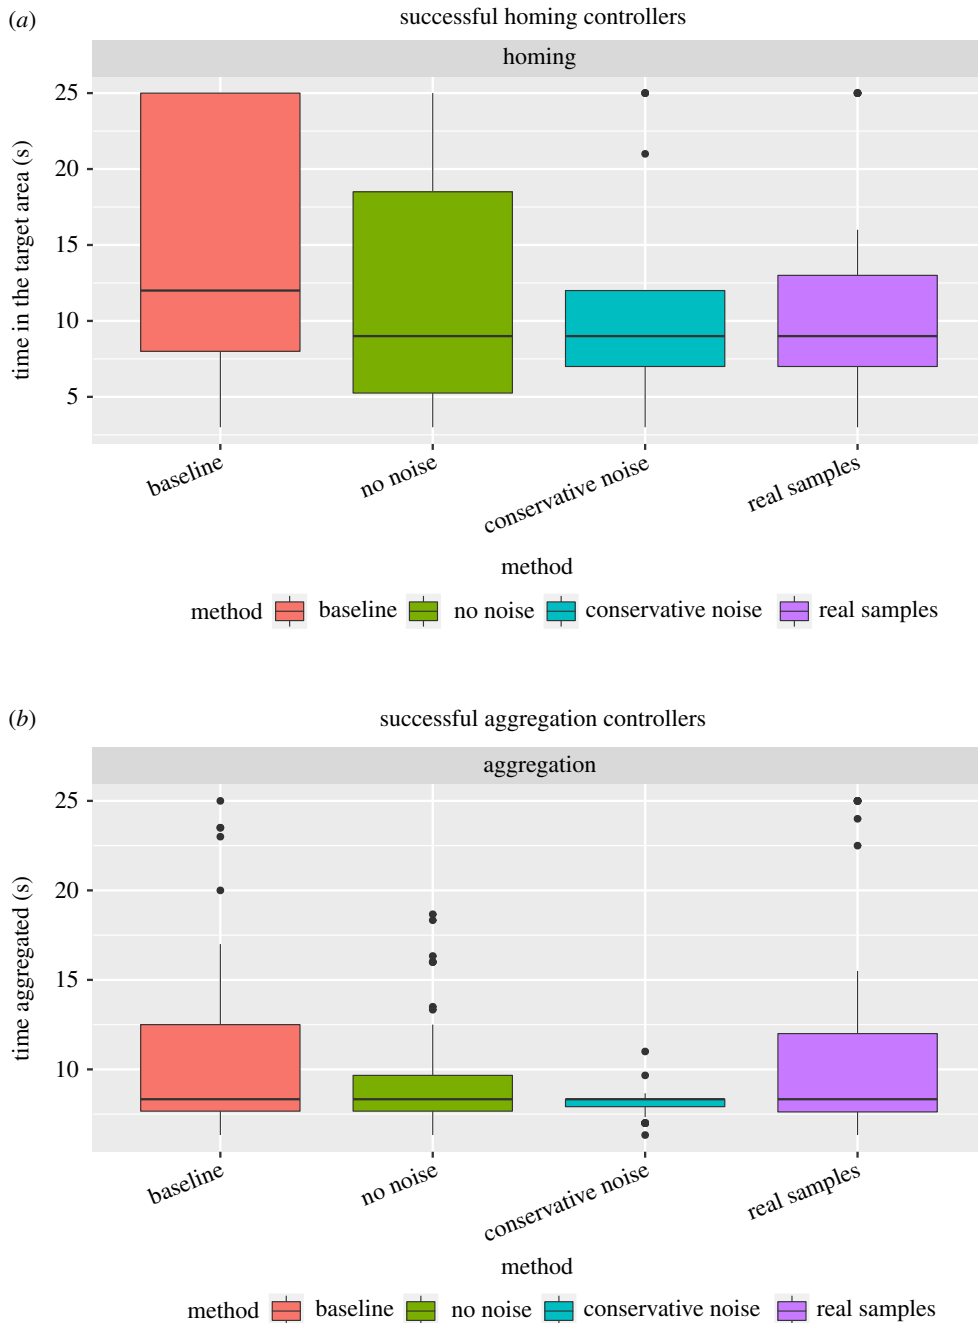 (a)
successful homing controllers
homing
time in the target area (s)
25
20
15
10
5
baseline
no noise
conservative noise
real samples
method
method baseline no noise conservative noise real samples
(b)
successful aggregation controllers
aggregation
time aggregated (s)
25
20
15
10
baseline
no noise
conservative noise
real samples
method
method baseline no noise conservative noise real samples